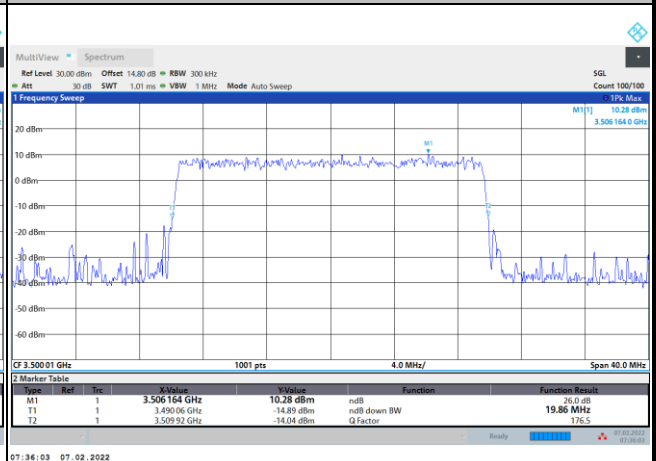 MultiView Spectrum
Ref Level 30.00 dBm Offset 14.80 dB RBW 300 kHz SGL
Att 30 dB SWT 1.01 ms VBW 1 MHz Mode Auto Sweep Count 100/100
1 Frequency Sweep 1Pk Max
M1[1] 10.28 dBm
3.506 164 0 GHz
M1
20 dBm
10 dBm
0 dBm
-10 dBm
T1 T2
-20 dBm
-30 dBm
-40 dBm
-50 dBm
-60 dBm
CF 3.500 01 GHz 1001 pts 4.0 MHz/ Span 40.0 MHz
2 Marker Table
Type Ref Trc X-Value Y-Value Function Function Result
M1 1 3.506 164 GHz 10.28 dBm ndB 26.0 dB
T1 1 3.490 06 GHz -14.89 dBm ndB down BW 19.86 MHz
T2 1 3.509 92 GHz -14.04 dBm Q Factor 176.5
Ready 07.02.2022
07:36:03
07:36:03 07.02.2022